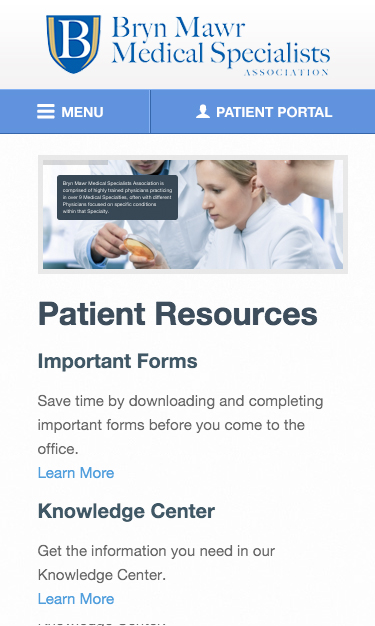 B
Bryn Mawr
Medical Specialists
ASSOCIATION
MENU
PATIENT PORTAL
Bryn Mawr Medical Specialists Association is
comprised of highly trained physicians practicing
in over 9 Medical Specialties, often with different
Physicians focused on specific conditions
within that Specialty.
Patient Resources
Important Forms
Save time by downloading and completing
important forms before you come to the
office.
Learn More
Knowledge Center
Get the information you need in our
Knowledge Center.
Learn More